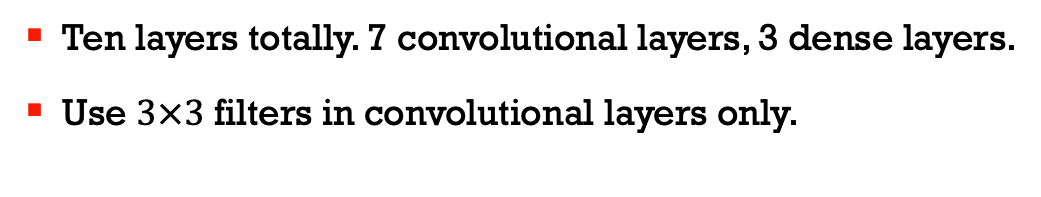 ▪ Ten layers totally. 7 convolutional layers, 3 dense layers.
▪ Use 3×3 filters in convolutional layers only.